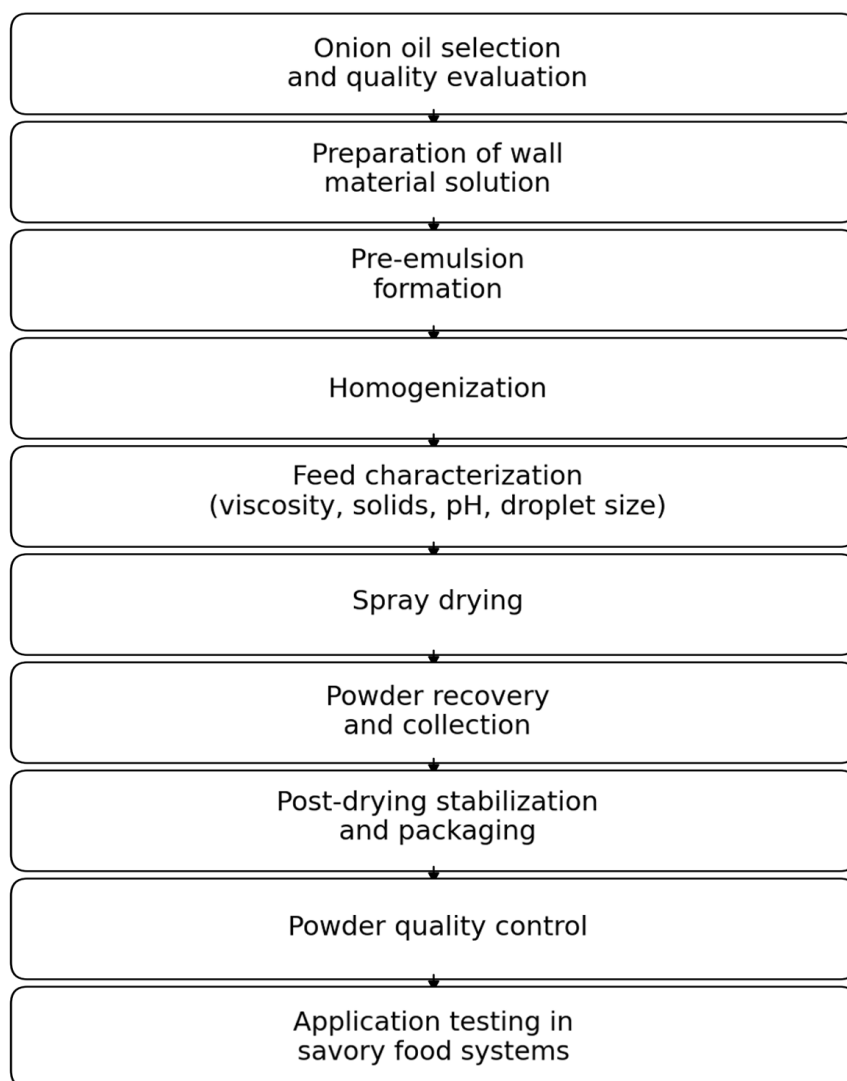 Onion oil selection
and quality evaluation
Preparation of wall
material solution
Pre-emulsion
formation
Homogenization
Feed characterization
(viscosity, solids, pH, droplet size)
Spray drying
Powder recovery
and collection
Post-drying stabilization
and packaging
Powder quality control
Application testing in
savory food systems